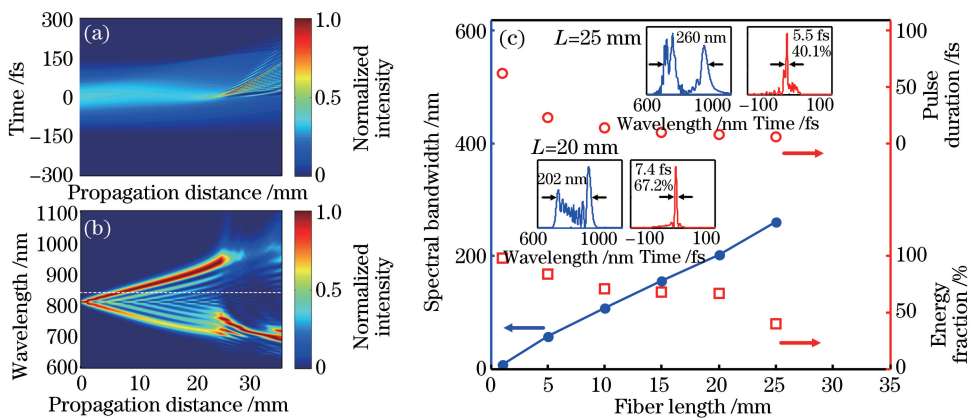 (a)
Time /fs
300
150
0
−150
−300
Propagation distance /mm
1.0
0.5
0
Normalized
intensity
(b)
Wavelength /nm
1100
1000
900
800
700
600
0
10
20
30
Propagation distance /mm
1.0
0.5
0
Normalized
intensity
(c)
Spectral bandwidth /nm
600
400
200
0
0
5
10
15
20
25
30
35
Fiber length/mm
L=25 mm
260 nm
600
1000
Wavelength /nm
5.5 fs
40.1%
−100
100
Time /fs
L=20 mm
202 nm
600
1000
Wavelength /nm
7.4 fs
67.2%
−100
100
Time /fs
100
50
0
Pulse
duration /fs
100
50
0
Energy
fraction /%